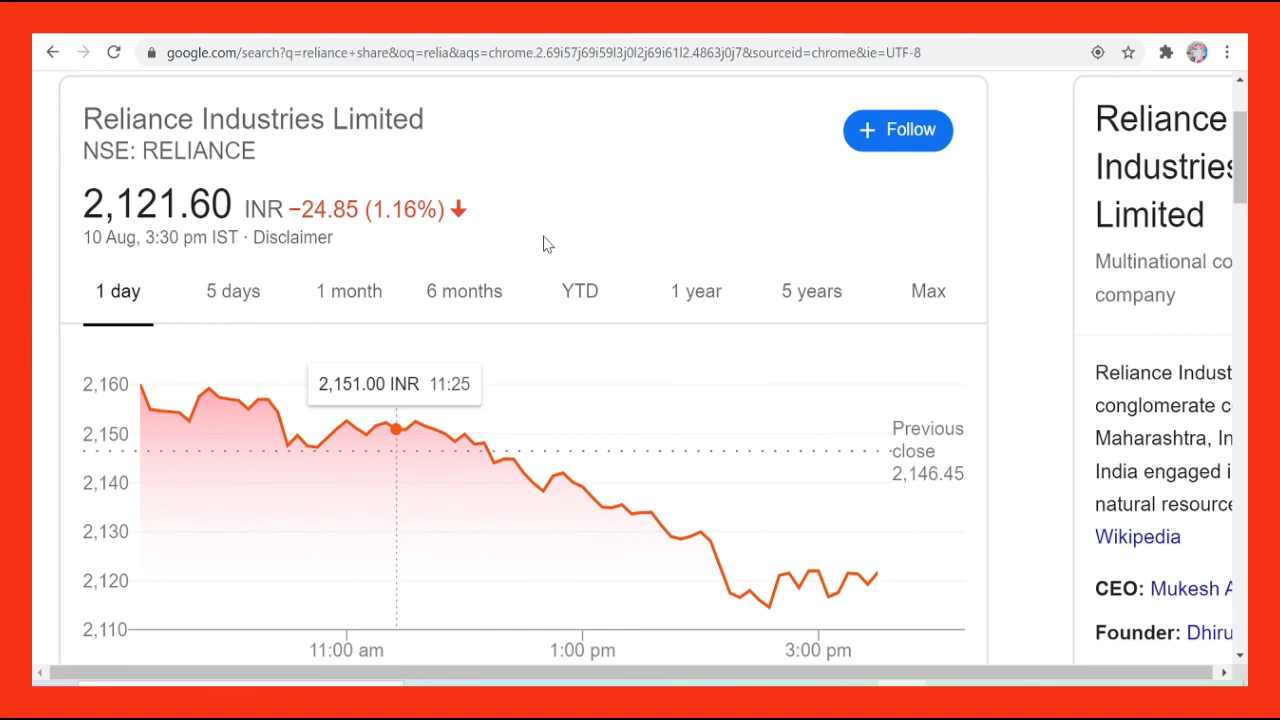 google.com/search?q=reliance+share&oq=relia&aqs=chrome.2.69i57j69i59l3j0l2j69i61l2.4863j0j7&sourceid=chrome&ie=UTF-8
Reliance Industries Limited
NSE: RELIANCE
+ Follow
2,121.60 INR −24.85 (1.16%)
10 Aug, 3:30 pm IST · Disclaimer
1 day 5 days 1 month 6 months YTD 1 year 5 years Max
2,151.00 INR 11:25
2,160
2,150
2,140
2,130
2,120
2,110
Previous
close
2,146.45
11:00 am 1:00 pm 3:00 pm
Reliance
Industries
Limited
Multinational co
company
Reliance Indust
conglomerate c
Maharashtra, In
India engaged i
natural resource
Wikipedia
CEO: Mukesh A
Founder: Dhiru